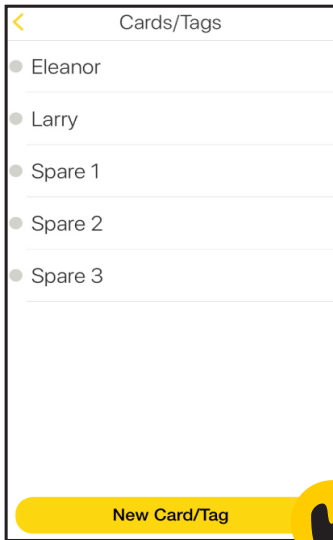 Cards/Tags
Eleanor
Larry
Spare 1
Spare 2
Spare 3
New Card/Tag